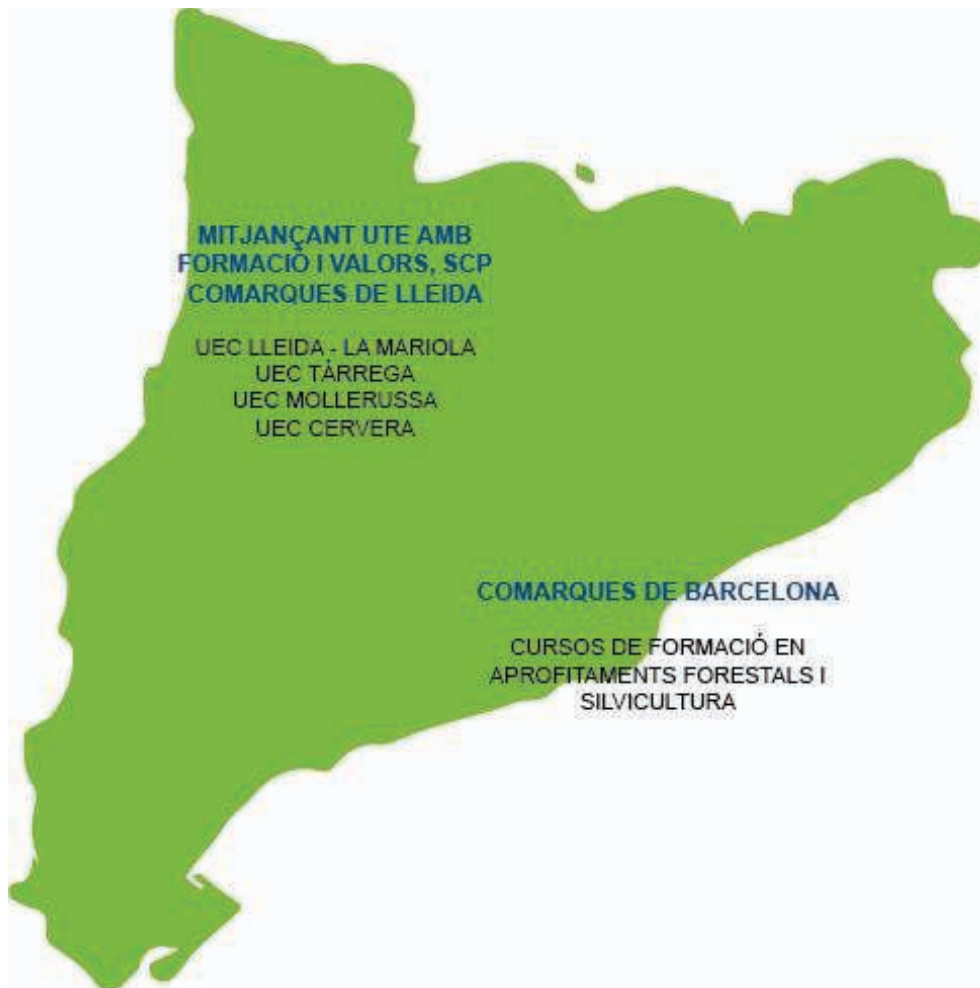 MITJANÇANT UTE AMB
FORMACIÓ I VALORS, SCP
COMARQUES DE LLEIDA
UEC LLEIDA - LA MARIOLA
UEC TÀRREGA
UEC MOLLERUSSA
UEC CERVERA
COMARQUES DE BARCELONA
CURSOS DE FORMACIÓ EN
APROFITAMENTS FORESTALS I
SILVICULTURA